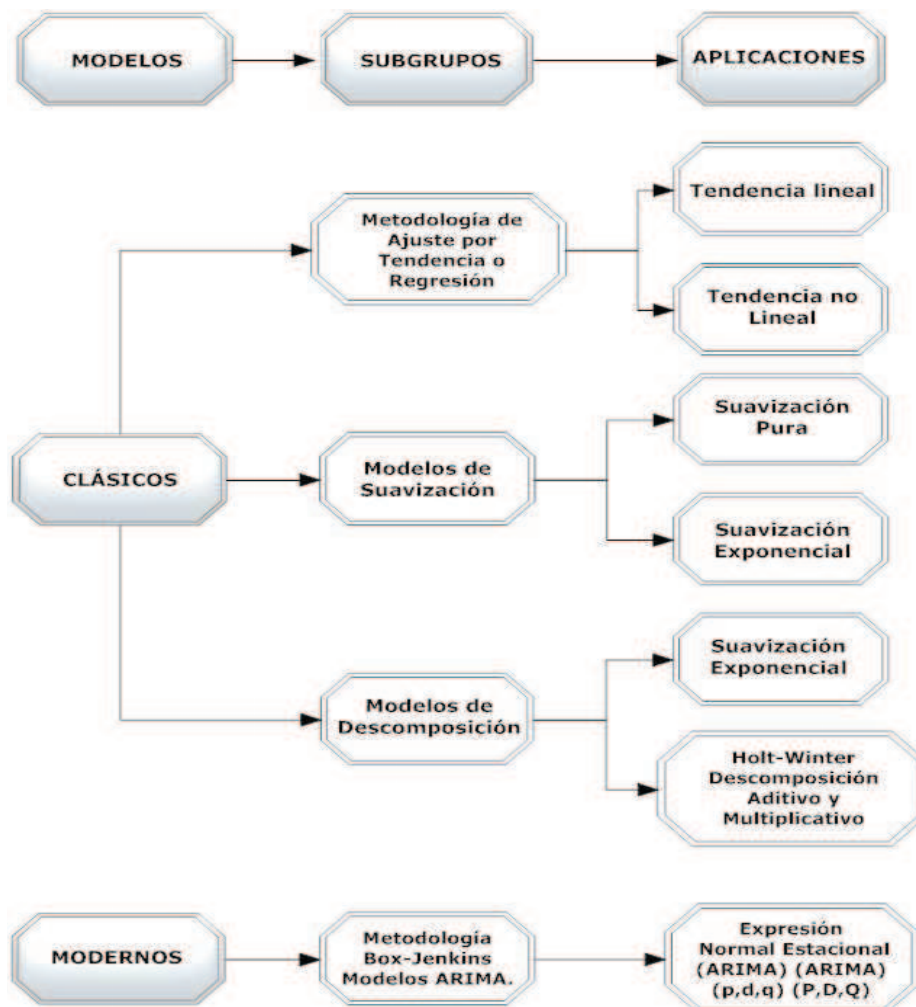 MODELOS
SUBGRUPOS
APLICACIONES
Metodología de
Ajuste por
Tendencia o
Regresión
Tendencia lineal
Tendencia no
Lineal
CLÁSICOS
Modelos de
Suavización
Suavización
Pura
Suavización
Exponencial
Modelos de
Descomposición
Suavización
Exponencial
Holt-Winter
Descomposición
Aditivo y
Multiplicativo
MODERNOS
Metodología
Box-Jenkins
Modelos ARIMA.
Expresión
Normal Estacional
(ARIMA) (ARIMA)
(p,d,q) (P,D,Q)